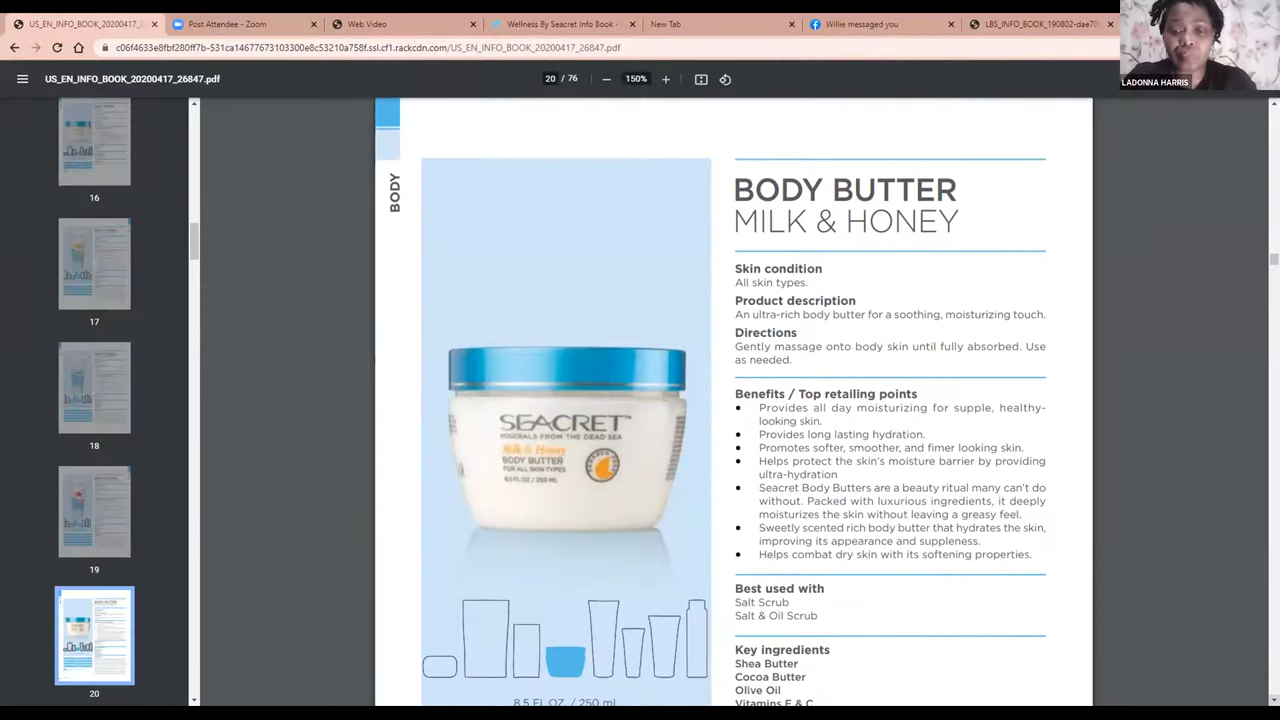 US_EN_INFO_BOOK_20200417_2
Post Attendee - Zoom
Web Video
Wellness By Seacret Info Book -
New Tab
Willie messaged you
LBS_INFO_BOOK_190802-dae70
c06f4633e8fbf280ff7b-531ca14677673103300e8c53210a758f.ssl.cf1.rackcdn.com/US_EN_INFO_BOOK_20200417_26847.pdf
LADONNA HARRIS
US_EN_INFO_BOOK_20200417_26847.pdf
20 / 76
150%
16
17
18
19
20
BODY
SEACRET
MINERALS FROM THE DEAD SEA
Milk & Honey
BODY BUTTER
FOR ALL SKIN TYPES
8.5 FL OZ / 250 ml
BODY BUTTER
MILK & HONEY
Skin condition
All skin types.
Product description
An ultra-rich body butter for a soothing, moisturizing touch.
Directions
Gently massage onto body skin until fully absorbed. Use
as needed.
Benefits / Top retailing points
• Provides all day moisturizing for supple, healthy-
looking skin.
• Provides long lasting hydration.
• Promotes softer, smoother, and fimer looking skin.
• Helps protect the skin's moisture barrier by providing
ultra-hydration
• Seacret Body Butters are a beauty ritual many can't do
without. Packed with luxurious ingredients, it deeply
moisturizes the skin without leaving a greasy feel.
• Sweetly scented rich body butter that hydrates the skin,
improving its appearance and suppleness.
• Helps combat dry skin with its softening properties.
Best used with
Salt Scrub
Salt & Oil Scrub
Key ingredients
Shea Butter
Cocoa Butter
Olive Oil
Vitamins E & C